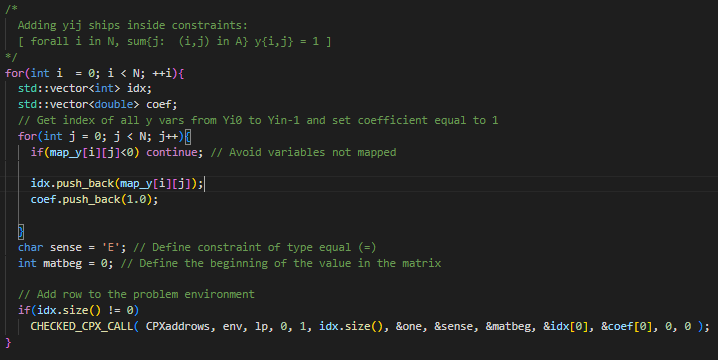 /*
Adding yij ships inside constraints:
[ forall i in N, sum{j: (i,j) in A} y{i,j} = 1 ]
*/
for(int i = 0; i < N; ++i){
std::vector<int> idx;
std::vector<double> coef;
// Get index of all y vars from Yi0 to Yin-1 and set coefficient equal to 1
for(int j = 0; j < N; j++){
if(map_y[i][j]<0) continue; // Avoid variables not mapped
idx.push_back(map_y[i][j]);
coef.push_back(1.0);
}
char sense = 'E'; // Define constraint of type equal (=)
int matbeg = 0; // Define the beginning of the value in the matrix
// Add row to the problem environment
if(idx.size() != 0)
CHECKED_CPX_CALL( CPXaddrows, env, lp, 0, 1, idx.size(), &one, &sense, &matbeg, &idx[0], &coef[0], 0, 0 );
}